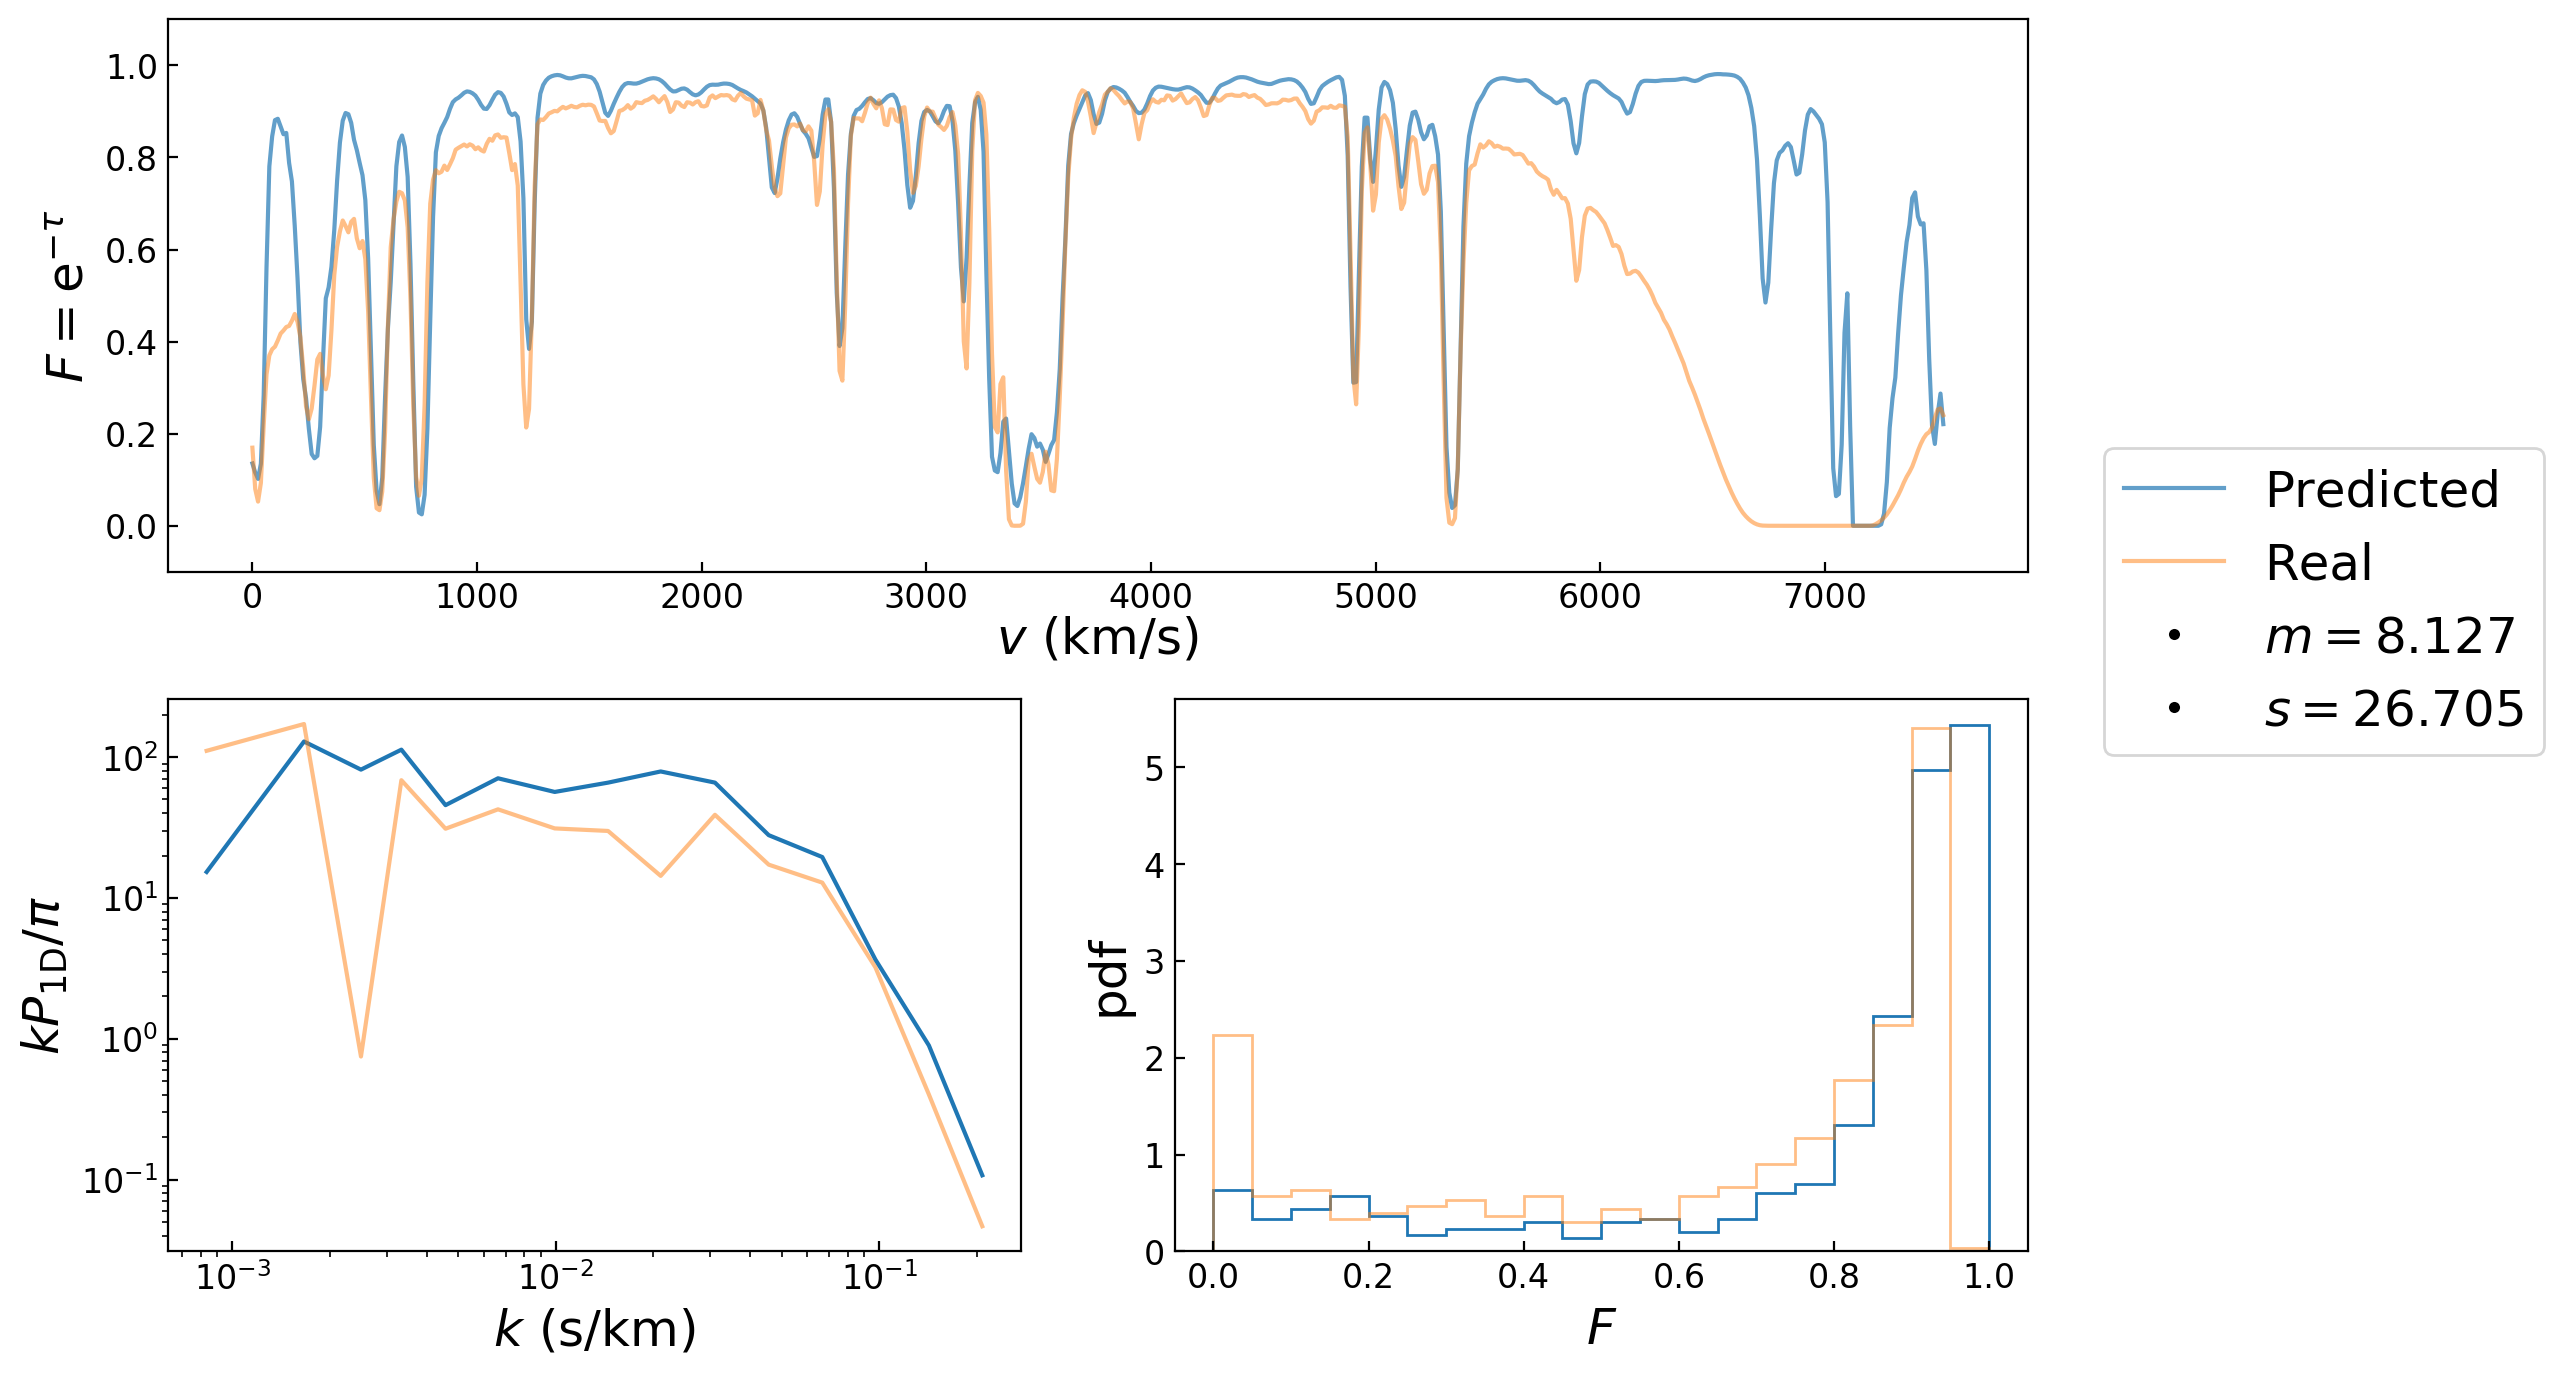 1.0
0.8
0.6
0.4
0.2
0.0
F = e^{−τ}
0 1000 2000 3000 4000 5000 6000 7000
v (km/s)
Predicted
Real
m = 8.127
s = 26.705
10^2
10^1
10^0
10^{−1}
kP_{1D}/π
10^{−3} 10^{−2} 10^{−1}
k (s/km)
5
4
3
2
1
0
pdf
0.0 0.2 0.4 0.6 0.8 1.0
F